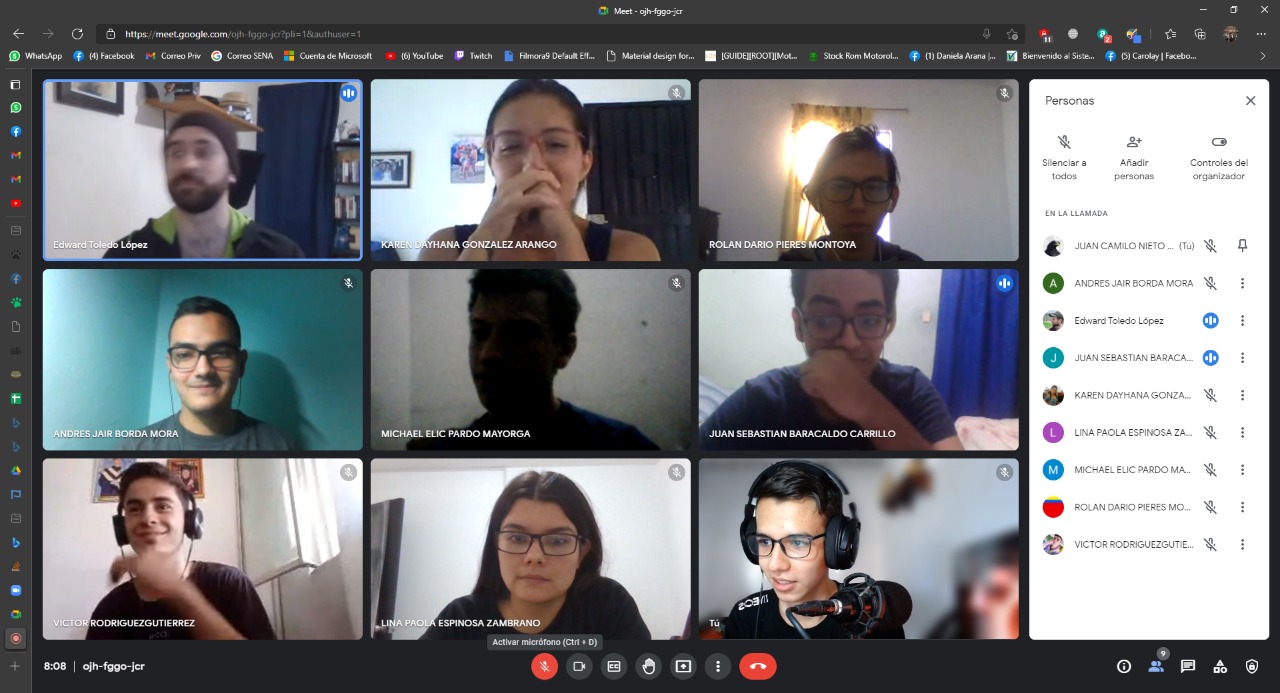 Meet - ojh-fggo-jcr
https://meet.google.com/ojh-fggo-jcr?pli=1&authuser=1
11
2
WhatsApp
(4) Facebook
Correo Priv
Correo SENA
Cuenta de Microsoft
(6) YouTube
Twitch
Filmora9 Default Eff...
Material design for...
[GUIDE][ROOT][Mot...
Stock Rom Motorol...
(1) Daniela Arana |...
Bienvenido al Siste...
(5) Carolay | Facebo...
Edward Toledo López
KAREN DAYHANA GONZALEZ ARANGO
ROLAN DARIO PIERES MONTOYA
ANDRES JAIR BORDA MORA
MICHAEL ELIC PARDO MAYORGA
JUAN SEBASTIAN BARACALDO CARRILLO
VICTOR RODRIGUEZGUTIERREZ
LINA PAOLA ESPINOSA ZAMBRANO
Tú
Personas
Silenciar a
todos
Añadir
personas
Controles del
organizador
EN LA LLAMADA
JUAN CAMILO NIETO ... (Tú)
A ANDRES JAIR BORDA MORA
Edward Toledo López
J JUAN SEBASTIAN BARACA...
KAREN DAYHANA GONZA...
L LINA PAOLA ESPINOSA ZA...
M MICHAEL ELIC PARDO MA...
ROLAN DARIO PIERES MO...
VICTOR RODRIGUEZGUTIE...
Activar micrófono (Ctrl + D)
8:08 | ojh-fggo-jcr
9